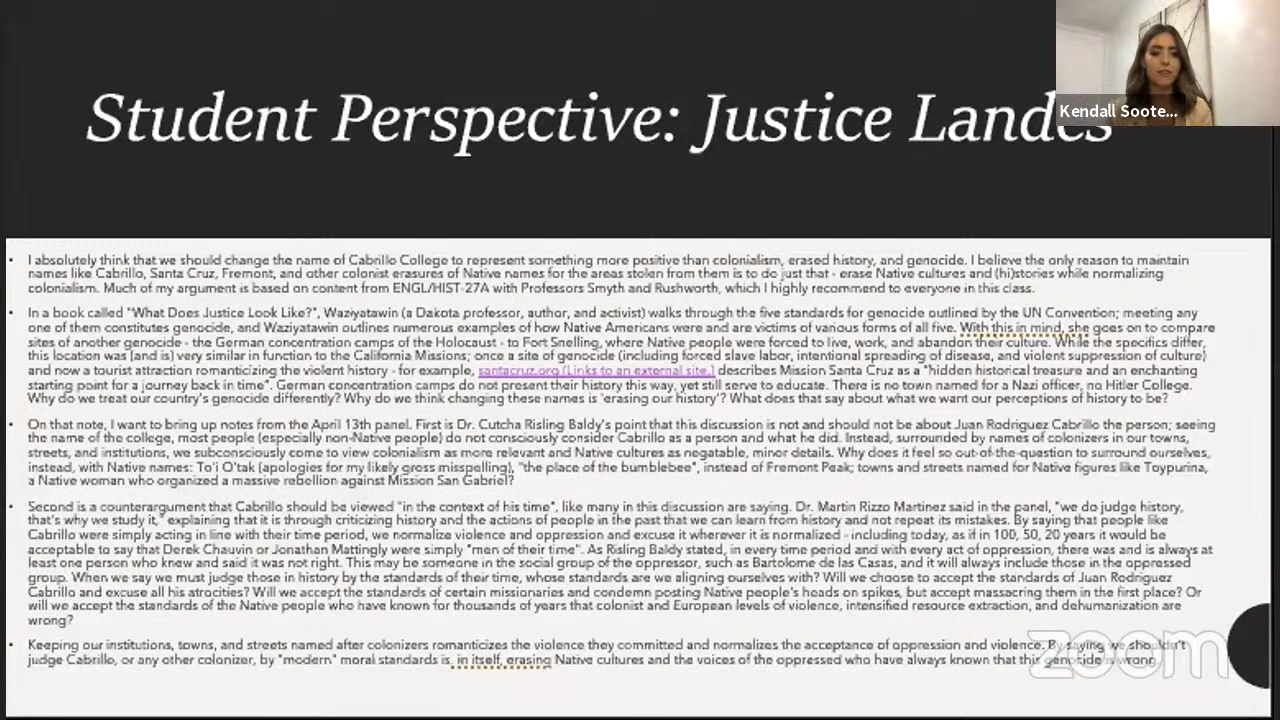 Student Perspective: Justice Landes
Kendall Soote...
• I absolutely think that we should change the name of Cabrillo College to represent something more positive than colonialism, erased history, and genocide. I believe the only reason to maintain
names like Cabrillo, Santa Cruz, Fremont, and other colonist erasures of Native names for the areas stolen from them is to do just that - erase Native cultures and (hi)stories while normalizing
colonialism. Much of my argument is based on content from ENGL/HIST-27A with Professors Smyth and Rushworth, which I highly recommend to everyone in this class.
• In a book called "What Does Justice Look Like?", Waziyatawin (a Dakota professor, author, and activist) walks through the five standards for genocide outlined by the UN Convention; meeting any
one of them constitutes genocide, and Waziyatawin outlines numerous examples of how Native Americans were and are victims of various forms of all five. With this in mind, she goes on to compare
sites of another genocide - the German concentration camps of the Holocaust - to Fort Snelling, where Native people were forced to live, work, and abandon their culture. While the specifics differ,
this location was (and is) very similar in function to the California Missions; once a site of genocide (including forced slave labor, intentional spreading of disease, and violent suppression of culture)
and now a tourist attraction romanticizing the violent history - for example, santacruz.org (Links to an external site.) describes Mission Santa Cruz as a "hidden historical treasure and an enchanting
starting point for a journey back in time". German concentration camps do not present their history this way, yet still serve to educate. There is no town named for a Nazi officer, no Hitler College.
Why do we treat our country's genocide differently? Why do we think changing these names is 'erasing our history'? What does that say about what we want our perceptions of history to be?
• On that note, I want to bring up notes from the April 13th panel. First is Dr. Cutcha Risling Baldy's point that this discussion is not and should not be about Juan Rodriguez Cabrillo the person; seeing
the name of the college, most people (especially non-Native people) do not consciously consider Cabrillo as a person and what he did. Instead, surrounded by names of colonizers in our towns,
streets, and institutions, we subconsciously come to view colonialism as more relevant and Native cultures as negatable, minor details. Why does it feel so out-of-the-question to surround ourselves,
instead, with Native names: To'i O'tak (apologies for my likely gross misspelling), "the place of the bumblebee", instead of Fremont Peak; towns and streets named for Native figures like Toypurina,
a Native woman who organized a massive rebellion against Mission San Gabriel?
• Second is a counterargument that Cabrillo should be viewed "in the context of his time", like many in this discussion are saying. Dr. Martin Rizzo Martinez said in the panel, "we do judge history,
that's why we study it," explaining that it is through criticizing history and the actions of people in the past that we can learn from history and not repeat its mistakes. By saying that people like
Cabrillo were simply acting in line with their time period, we normalize violence and oppression and excuse it wherever it is normalized - including today, as if in 100, 50, 20 years it would be
acceptable to say that Derek Chauvin or Jonathan Mattingly were simply "men of their time". As Risling Baldy stated, in every time period and with every act of oppression, there was and is always at
least one person who knew and said it was not right. This may be someone in the social group of the oppressor, such as Bartolome de las Casas, and it will always include those in the oppressed
group. When we say we must judge those in history by the standards of their time, whose standards are we aligning ourselves with? Will we choose to accept the standards of Juan Rodriguez
Cabrillo and excuse all his atrocities? Will we accept the standards of certain missionaries and condemn posting Native people's heads on spikes, but accept massacring them in the first place? Or
will we accept the standards of the Native people who have known for thousands of years that colonist and European levels of violence, intensified resource extraction, and dehumanization are
wrong?
• Keeping our institutions, towns, and streets named after colonizers romanticizes the violence they committed and normalizes the acceptance of oppression and violence. By saying we shouldn't
judge Cabrillo, or any other colonizer, by "modern" moral standards is, in itself, erasing Native cultures and the voices of the oppressed who have always known that this genocide is wrong.
zoom